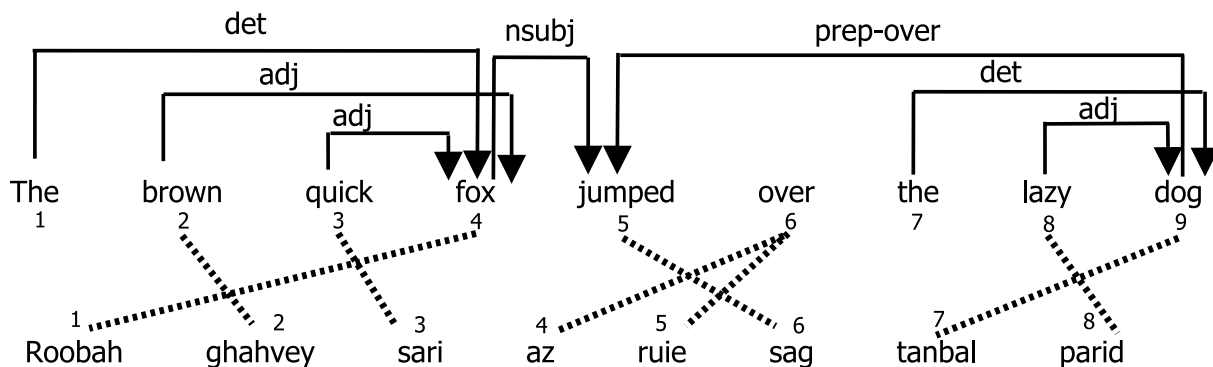 det nsubj prep-over
adj det
adj adj
The brown quick fox jumped over the lazy dog
1 2 3 4 5 6 7 8 9
1 2 3 4 5 6 7 8
Roobah ghahvey sari az ruie sag tanbal parid